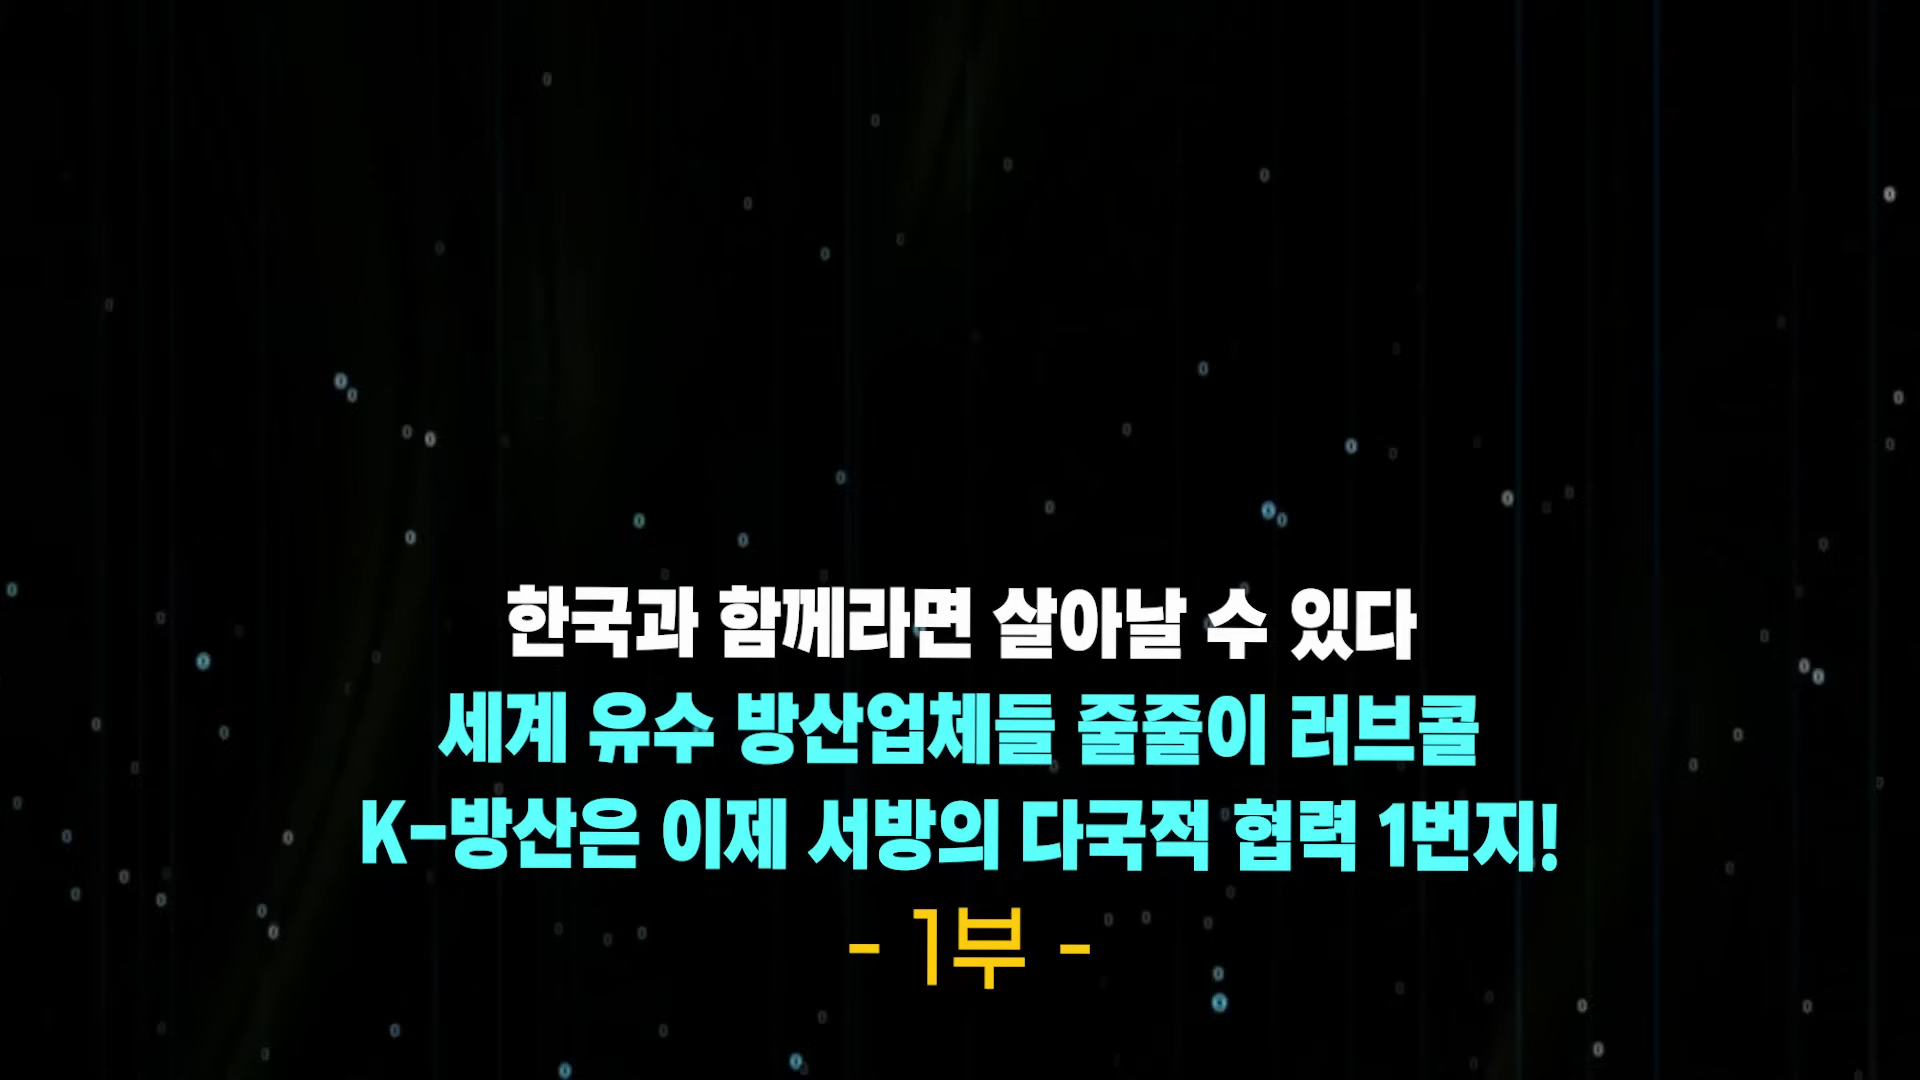 한국과 함께라면 살아날 수 있다
세계 유수 방산업체들 줄줄이 러브콜
K-방산은 이제 서방의 다국적 협력 1번지!
- 1부 -